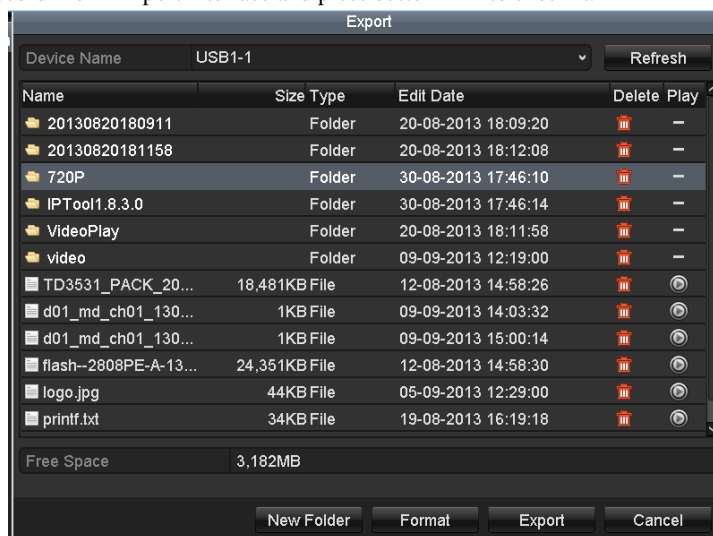 Export
Device Name USB1-1 Refresh
Name Size Type Edit Date Delete Play
20130820180911 Folder 20-08-2013 18:09:20 –
20130820181158 Folder 20-08-2013 18:12:08 –
720P Folder 30-08-2013 17:46:10 –
IPTool1.8.3.0 Folder 30-08-2013 17:46:14 –
VideoPlay Folder 20-08-2013 18:11:58 –
video Folder 09-09-2013 12:19:00 –
TD3531_PACK_20... 18,481KB File 12-08-2013 14:58:26
d01_md_ch01_130... 1KB File 09-09-2013 14:03:32
d01_md_ch01_130... 1KB File 09-09-2013 15:00:14
flash--2808PE-A-13... 24,351KB File 12-08-2013 14:58:30
logo.jpg 44KB File 05-09-2013 12:29:00
printf.txt 34KB File 19-08-2013 16:19:18
Free Space 3,182MB
New Folder Format Export Cancel